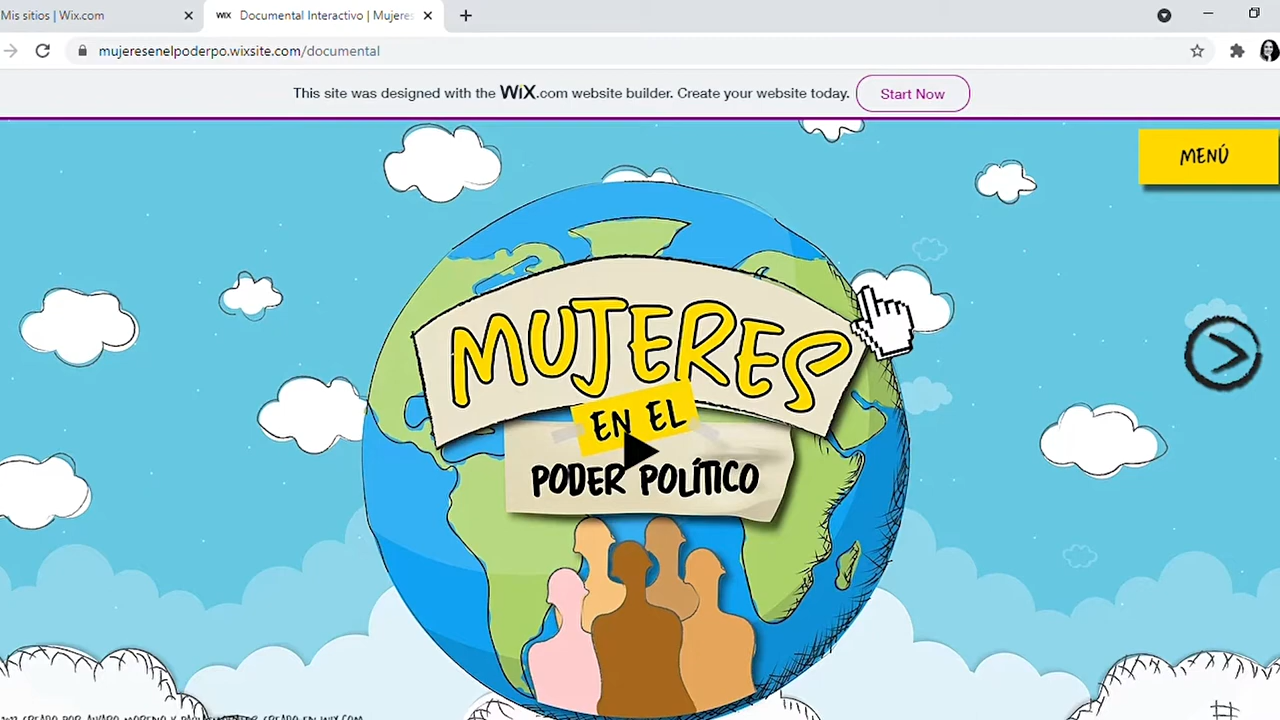 Mis sitios | Wix.com
WiX Documental Interactivo | Mujeres
mujeresenelpoderpo.wixsite.com/documental
This site was designed with the WiX.com website builder. Create your website today. Start Now
MENÚ
MUJERES
EN EL
PODER POLÍTICO